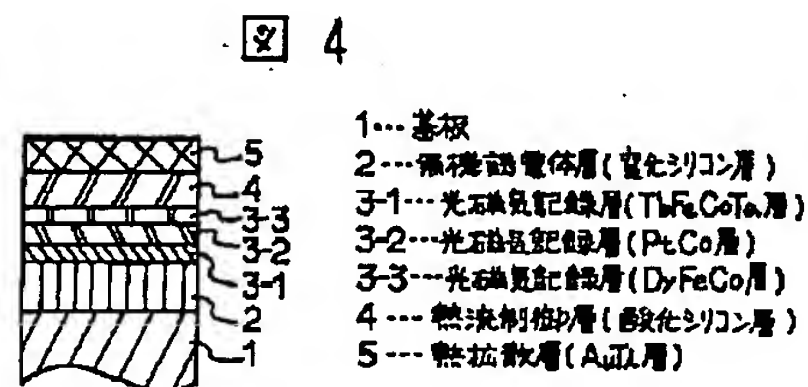 図 4
1…基板
2…無機誘電体層(窒化シリコン層)
3-1…光磁気記録層(TbFeCoTa層)
3-2…光磁気記録層(PtCo層)
3-3…光磁気記録層(DyFeCo層)
4…熱流制御層(酸化シリコン層)
5…熱拡散層(AuTi層)
5
4
3-3
3-2
3-1
2
1